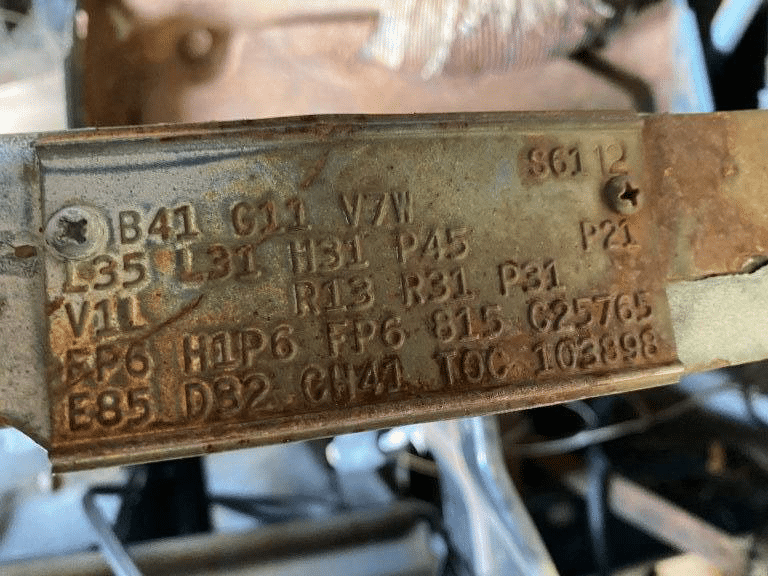 S6112
B41 G11 V7W
L35 L31 H31 P45 P21
V1L R13 R31 P31
FP6 H1P6 FP6 815 C25765
E85 D32 CH41 TOC 103898